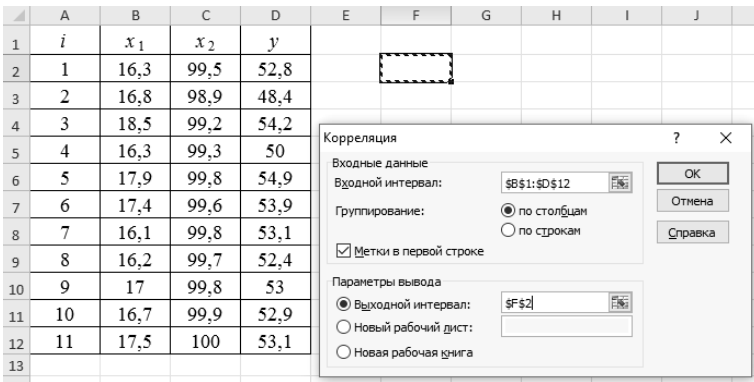 A B C D E F G H I J
1 i x 1 x 2 y
2 1 16,3 99,5 52,8
3 2 16,8 98,9 48,4
4 3 18,5 99,2 54,2
5 4 16,3 99,3 50
6 5 17,9 99,8 54,9
7 6 17,4 99,6 53,9
8 7 16,1 99,8 53,1
9 8 16,2 99,7 52,4
10 9 17 99,8 53
11 10 16,7 99,9 52,9
12 11 17,5 100 53,1
13
Корреляция ? ×
Входные данные
Входной интервал: $B$1:$D$12
Группирование: по столбцам
по строкам
Метки в первой строке
Параметры вывода
Выходной интервал: $F$2
Новый рабочий лист:
Новая рабочая книга
ОК
Отмена
Справка